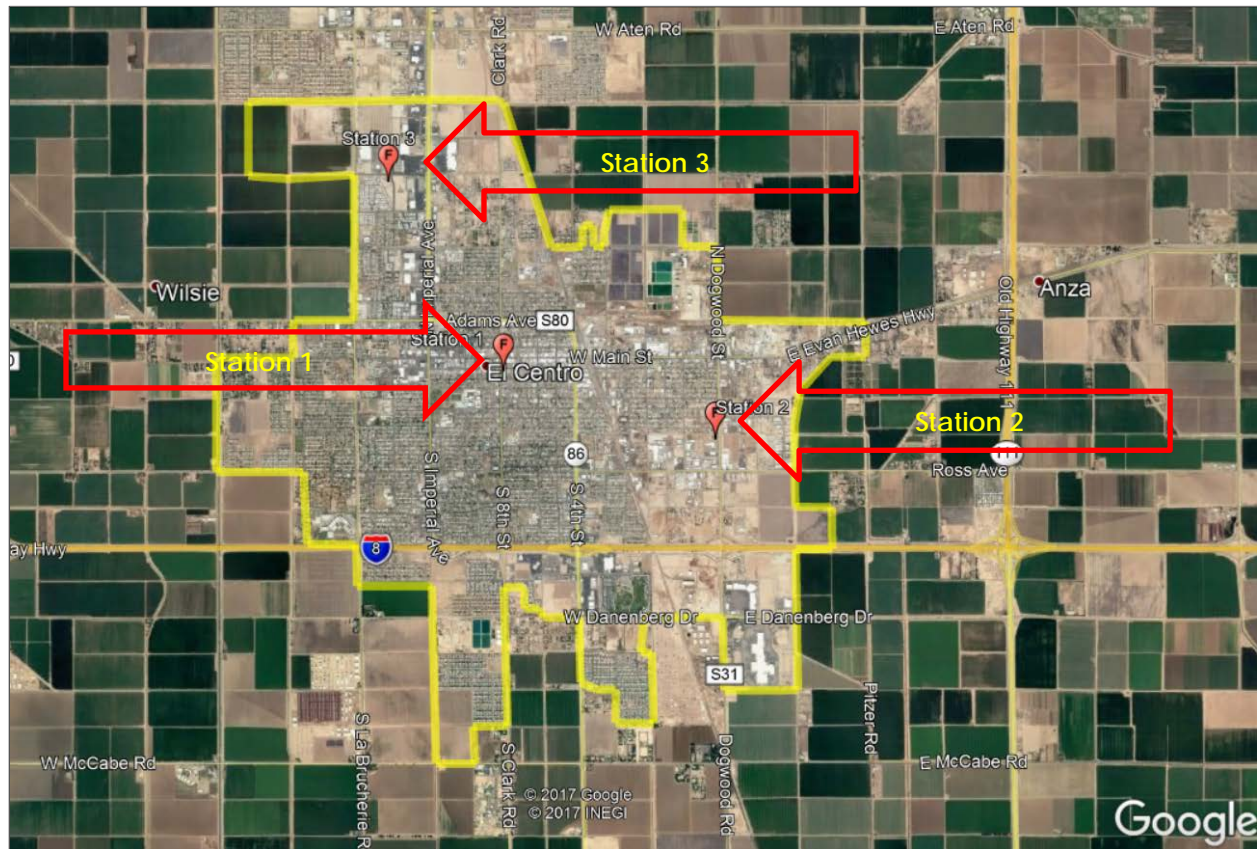 W Aten Rd
E Aten Rd
Clark Rd
Station 3
F
Station 3
Imperial Ave
N Dogwood St
Wilsie
Anza
Old Highway 111
Adams Ave
S80
E Evan Hewes Hwy
Station 1
Station 1
F
W Main St
El Centro
Station 2
F
Station 2
86
111
Ross Ave
S Imperial Ave
S 8th St
S 4th St
8
ay Hwy
W Danenberg Dr
E Danenberg Dr
S31
Pitzer Rd
S La Brucherie R
S Clark Rd
Dogwood Rd
W McCabe Rd
E McCabe Rd
© 2017 Google
© 2017 INEGI
Google